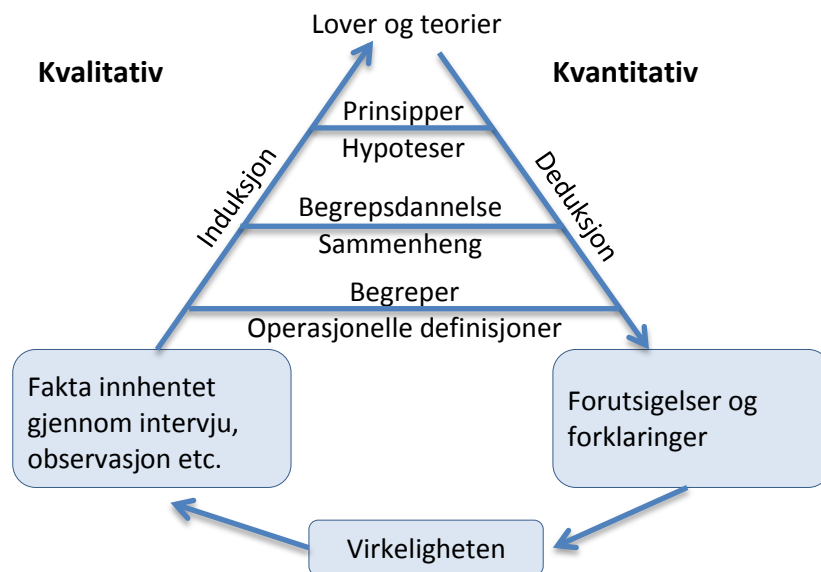 Lover og teorier
Kvalitativ
Kvantitativ
Prinsipper
Hypoteser
Induksjon
Deduksjon
Begrepsdannelse
Sammenheng
Begreper
Operasjonelle definisjoner
Fakta innhentet
gjennom intervju,
observasjon etc.
Forutsigelser og
forklaringer
Virkeligheten